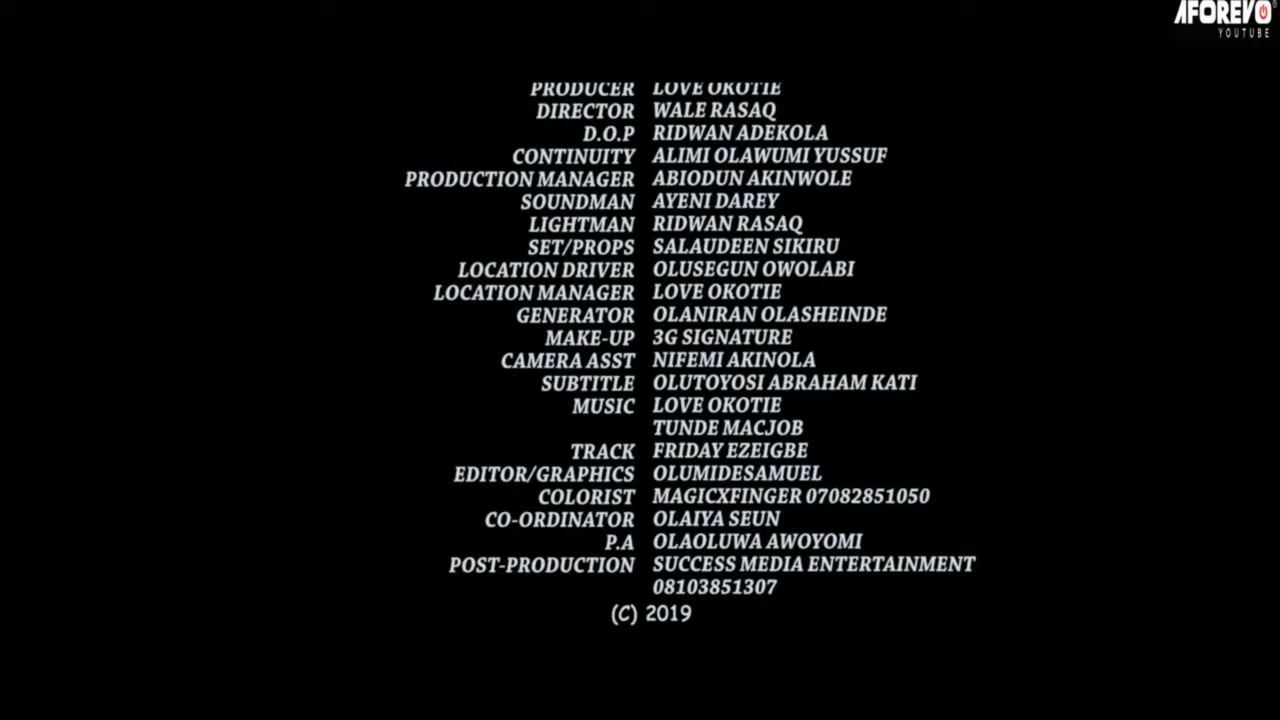 AFOREVO
YOUTUBE
PRODUCER LOVE OKOTIE
DIRECTOR WALE RASAQ
D.O.P RIDWAN ADEKOLA
CONTINUITY ALIMI OLAWUMI YUSSUF
PRODUCTION MANAGER ABIODUN AKINWOLE
SOUNDMAN AYENI DAREY
LIGHTMAN RIDWAN RASAQ
SET/PROPS SALAUDEEN SIKIRU
LOCATION DRIVER OLUSEGUN OWOLABI
LOCATION MANAGER LOVE OKOTIE
GENERATOR OLANIRAN OLASHEINDE
MAKE-UP 3G SIGNATURE
CAMERA ASST NIFEMI AKINOLA
SUBTITLE OLUTOYOSI ABRAHAM KATI
MUSIC LOVE OKOTIE
TUNDE MACJOB
TRACK FRIDAY EZEIGBE
EDITOR/GRAPHICS OLUMIDESAMUEL
COLORIST MAGICXFINGER 07082851050
CO-ORDINATOR OLAIYA SEUN
P.A OLAOLUWA AWOYOMI
POST-PRODUCTION SUCCESS MEDIA ENTERTAINMENT
08103851307
(C) 2019